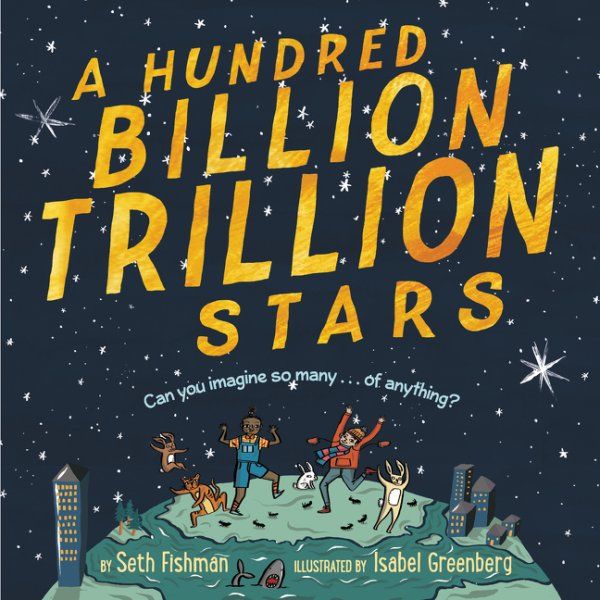 A HUNDRED
BILLION
TRILLION
STARS
Can you imagine so many . . . of anything?
BY Seth Fishman ILLUSTRATED BY Isabel Greenberg